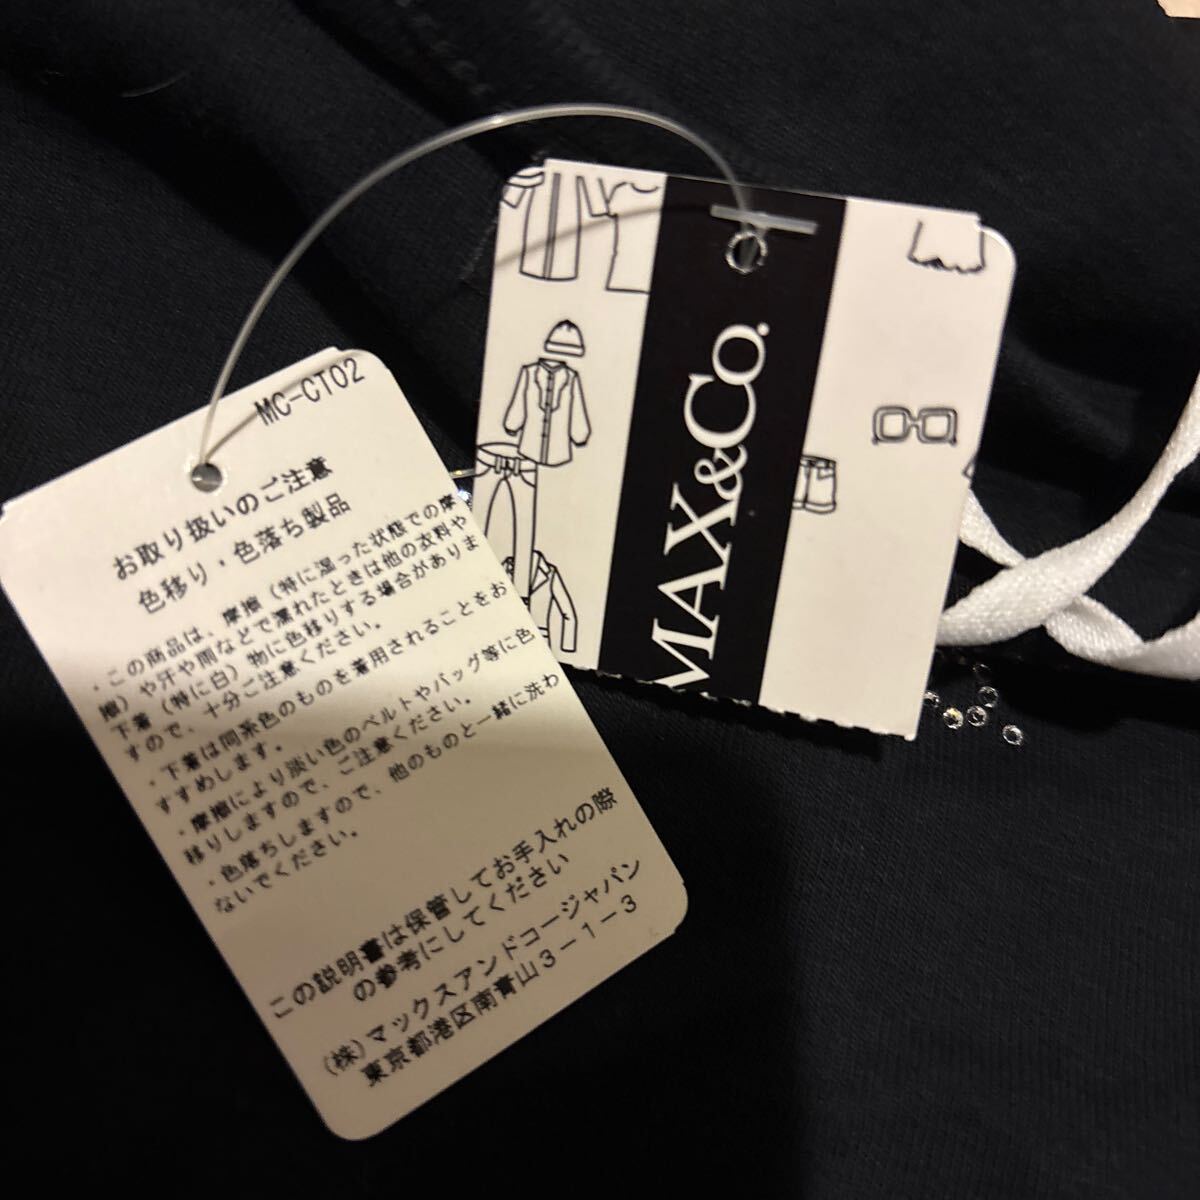 MC-CT02
お取り扱いのご注意
色移り・色落ち製品
・この商品は、摩擦（特に湿った状態での摩
擦）や汗や雨などで濡れたときは他の衣料や
下着（特に白）物に色移りする場合がありま
すので、十分ご注意ください。
・下着は同系色のものを着用されることをお
すすめします。
・摩擦により淡い色のベルトやバッグ等に色
移りしますので、ご注意ください。
・色落ちしますので、他のものと一緒に洗わ
ないでください。
この説明書は保管してお手入れの際
の参考にしてください
(株)マックスアンドコージャパン
東京都港区南青山3-1-3
MAX&Co.